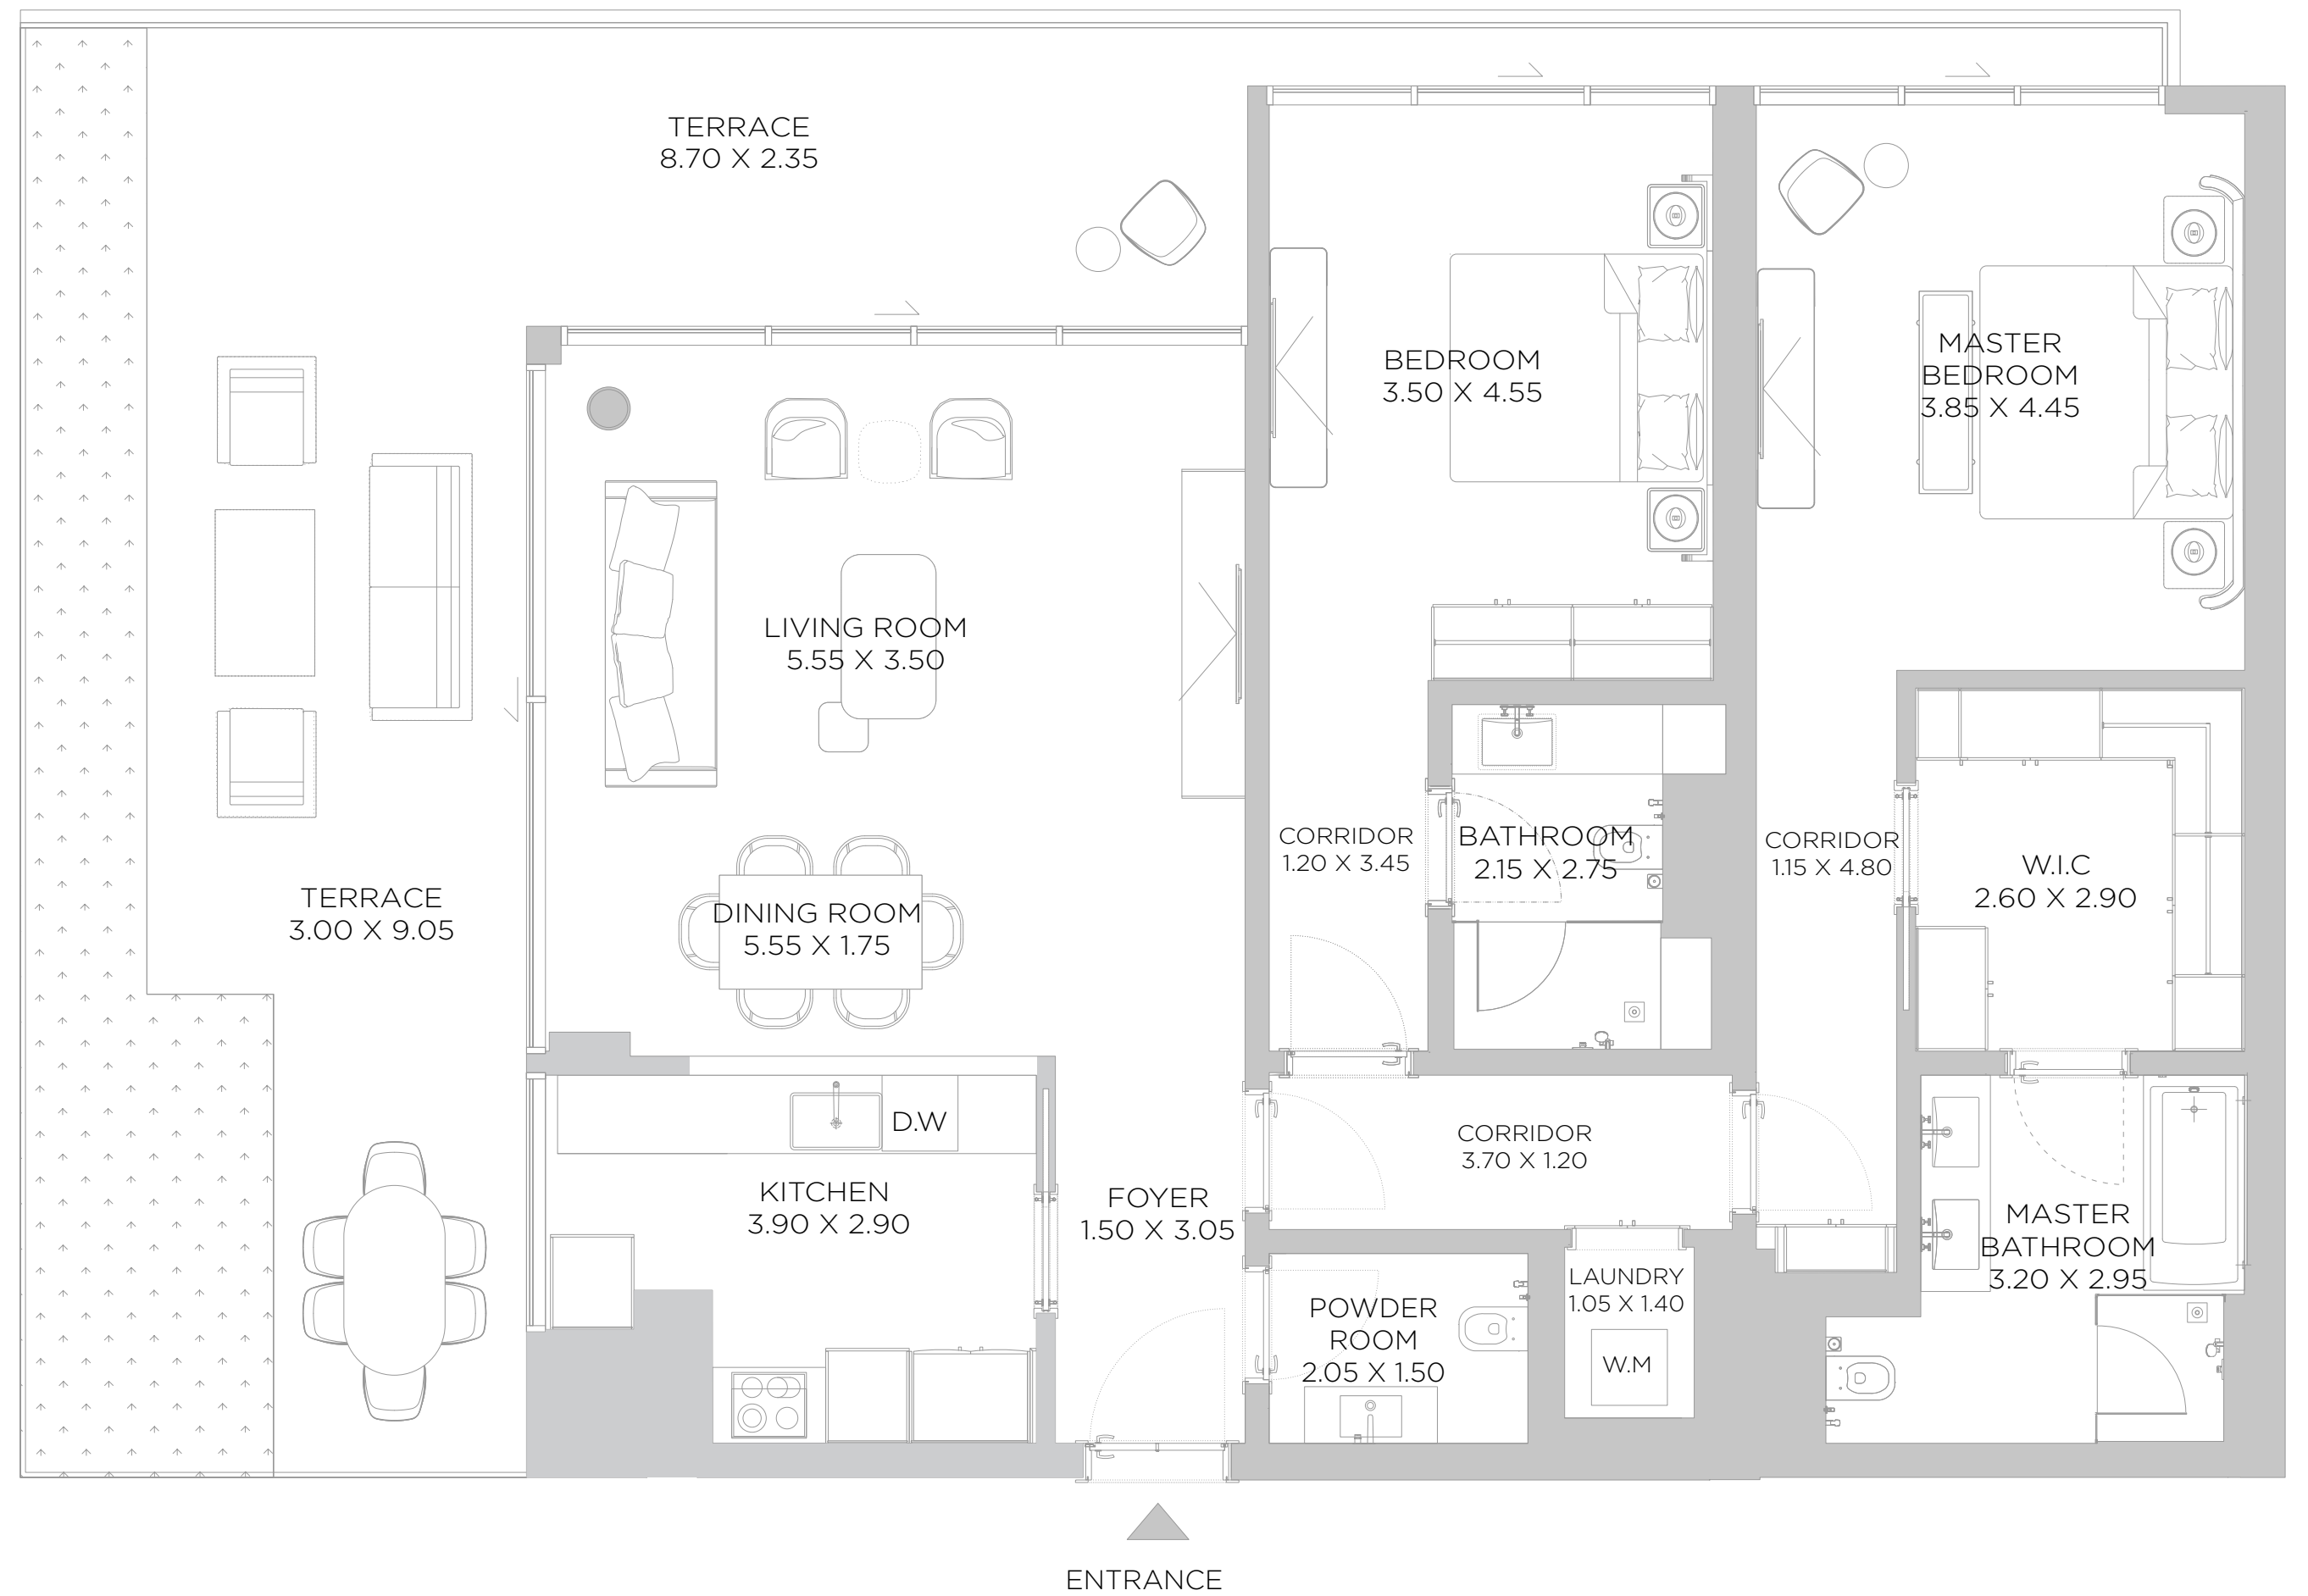 TERRACE
8.70 X 2.35
BEDROOM
3.50 X 4.55
MASTER
BEDROOM
3.85 X 4.45
LIVING ROOM
5.55 X 3.50
CORRIDOR
1.20 X 3.45
BATHROOM
2.15 X 2.75
CORRIDOR
1.15 X 4.80
W.I.C
2.60 X 2.90
TERRACE
3.00 X 9.05
DINING ROOM
5.55 X 1.75
D.W
KITCHEN
3.90 X 2.90
FOYER
1.50 X 3.05
CORRIDOR
3.70 X 1.20
MASTER
BATHROOM
3.20 X 2.95
POWDER
ROOM
2.05 X 1.50
LAUNDRY
1.05 X 1.40
W.M
ENTRANCE